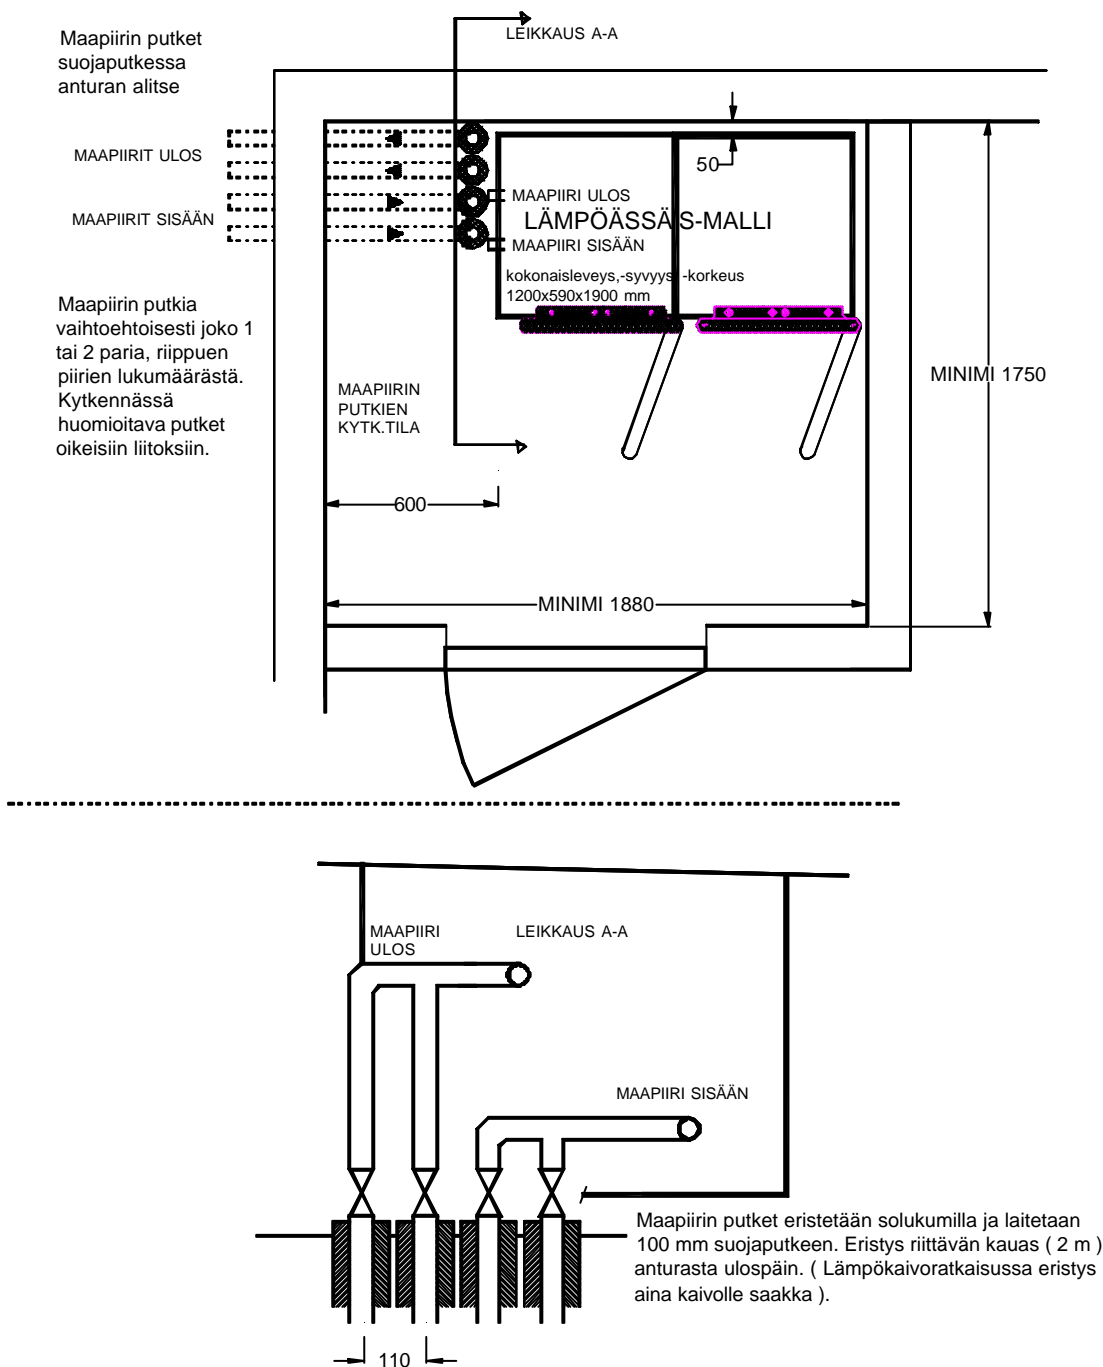 LEIKKAUS A-A
Maapiirin putket
suojaputkessa
anturan alitse
MAAPIIRIT ULOS
MAAPIIRIT SISÄÄN
50
MAAPIIRI ULOS
LÄMPÖÄSSÄ S-MALLI
MAAPIIRI SISÄÄN
kokonaisleveys,-syvyys, -korkeus
1200x590x1900 mm
Maapiirin putkia
vaihtoehtoisesti joko 1
tai 2 paria, riippuen
piirien lukumäärästä.
Kytkennässä
huomioitava putket
oikeisiin liitoksiin.
MAAPIIRIN
PUTKIEN
KYTK.TILA
MINIMI 1750
600
MINIMI 1880
MAAPIIRI
ULOS
LEIKKAUS A-A
MAAPIIRI SISÄÄN
Maapiirin putket eristetään solukumilla ja laitetaan
100 mm suojaputkeen. Eristys riittävän kauas ( 2 m )
anturasta ulospäin. ( Lämpökaivoratkaisussa eristys
aina kaivolle saakka ).
110